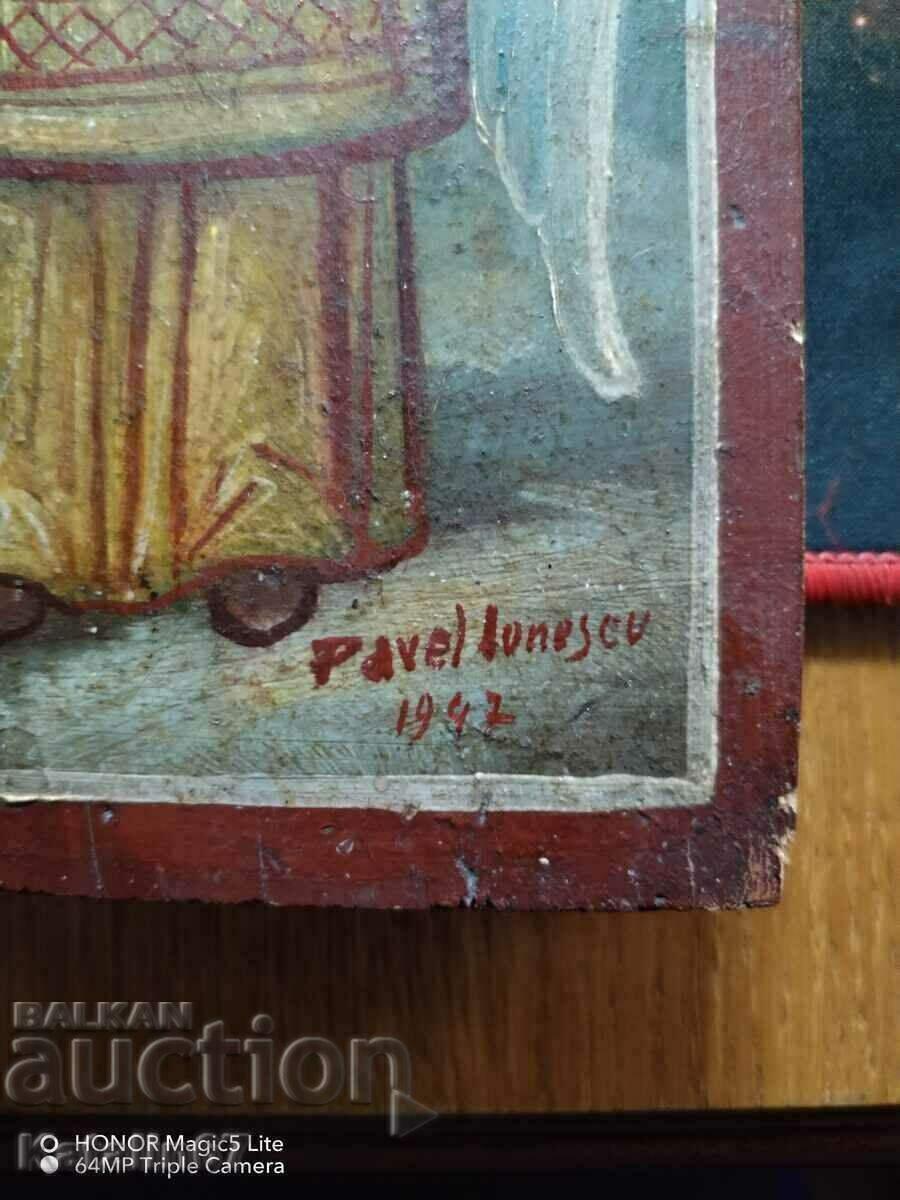 Pavel Ionescu
1942
BALKAN
auction
HONOR Magic5 Lite
64MP Triple Camera